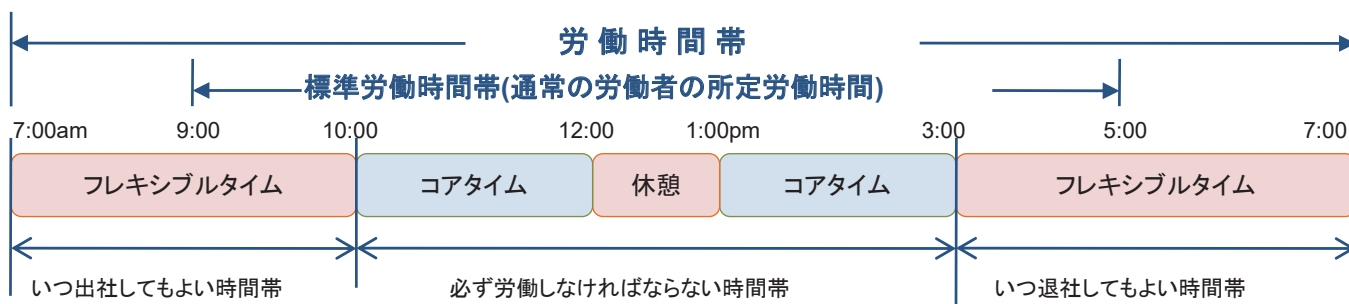 労働時間帯
標準労働時間帯(通常の労働者の所定労働時間)
7:00am 9:00 10:00 12:00 1:00pm 3:00 5:00 7:00
フレキシブルタイム コアタイム 休憩 コアタイム フレキシブルタイム
いつ出社してもよい時間帯 必ず労働しなければならない時間帯 いつ退社してもよい時間帯